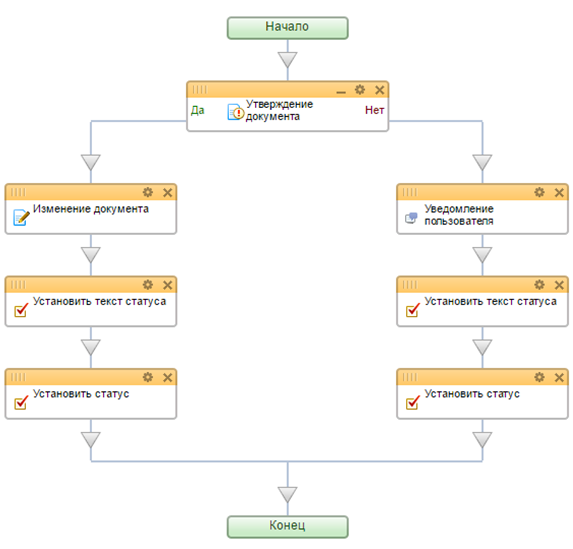 Начало
Утверждение
документа
Да
Нет
Изменение документа
Уведомление
пользователя
Установить текст статуса
Установить текст статуса
Установить статус
Установить статус
Конец